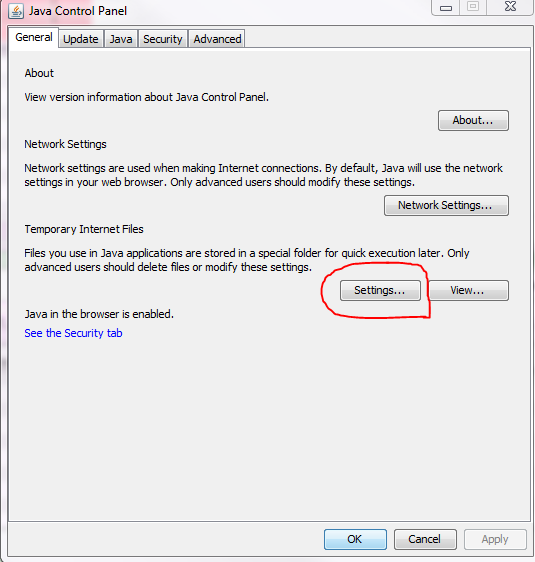 Java Control Panel
General Update Java Security Advanced
About
View version information about Java Control Panel.
About...
Network Settings
Network settings are used when making Internet connections. By default, Java will use the network
settings in your web browser. Only advanced users should modify these settings.
Network Settings...
Temporary Internet Files
Files you use in Java applications are stored in a special folder for quick execution later. Only
advanced users should delete files or modify these settings.
Settings... View...
Java in the browser is enabled.
See the Security tab
OK Cancel Apply